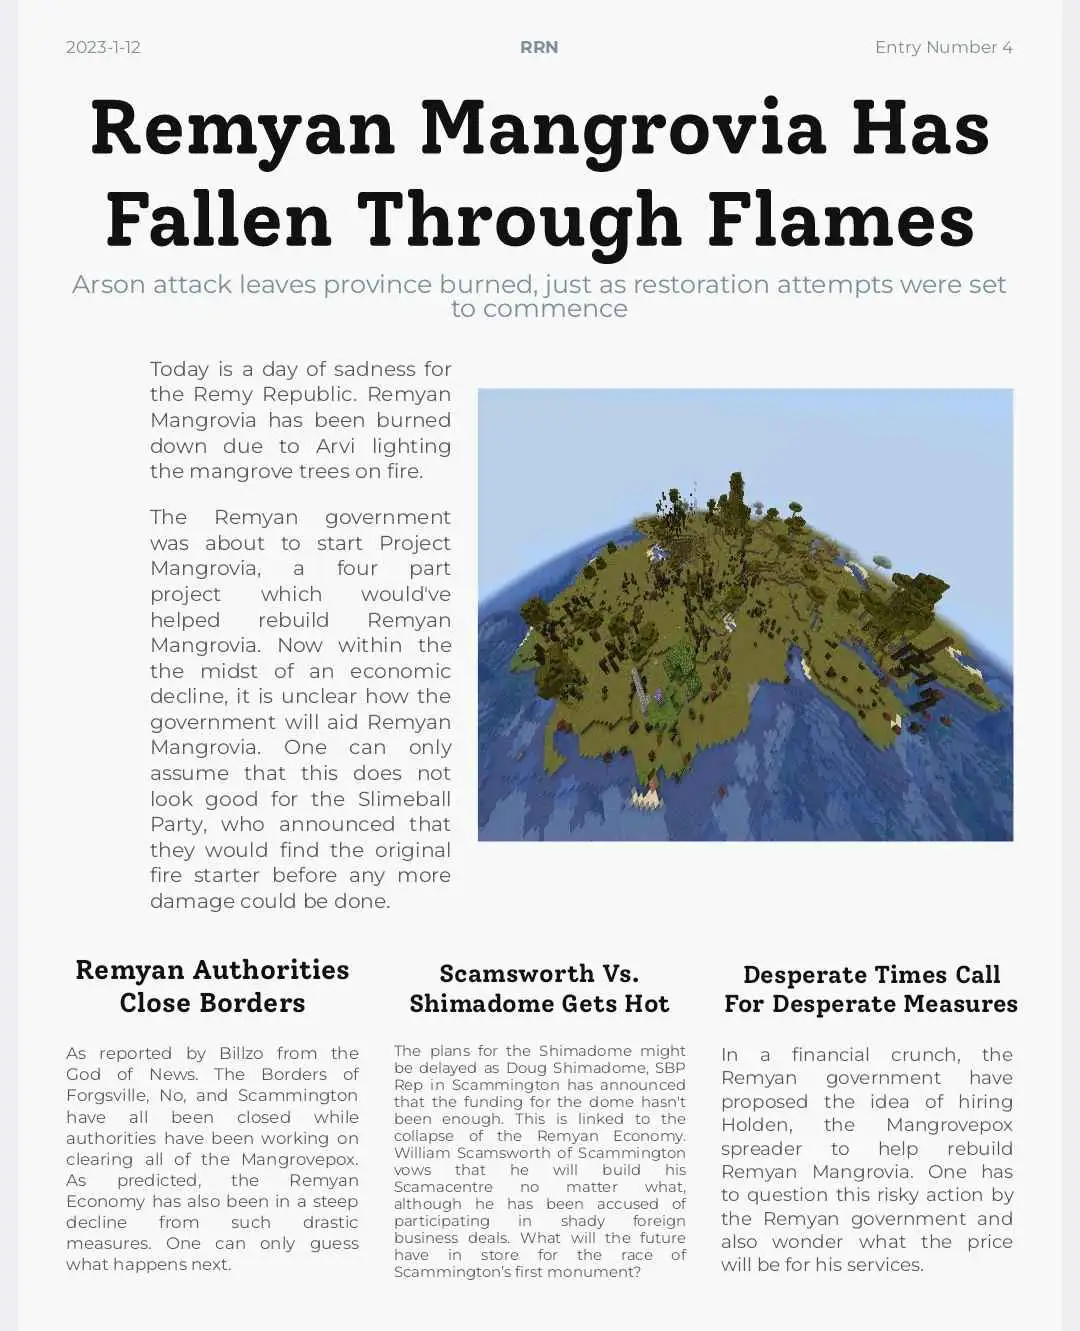 2023-1-12
RRN
Entry Number 4
Remyan Mangrovia Has
Fallen Through Flames
Arson attack leaves province burned, just as restoration attempts were set
to commence
Today is a day of sadness for
the Remy Republic. Remyan
Mangrovia has been burned
down due to Arvi lighting
the mangrove trees on fire.
The Remyan government
was about to start Project
Mangrovia, a four part
project which would've
helped rebuild Remyan
Mangrovia. Now within the
the midst of an economic
decline, it is unclear how the
government will aid Remyan
Mangrovia. One can only
assume that this does not
look good for the Slimeball
Party, who announced that
they would find the original
fire starter before any more
damage could be done.
Remyan Authorities
Close Borders
As reported by Billzo from the
God of News. The Borders of
Forgsville, No, and Scammington
have all been closed while
authorities have been working on
clearing all of the Mangrovepox.
As predicted, the Remyan
Economy has also been in a steep
decline from such drastic
measures. One can only guess
what happens next.
Scamsworth Vs.
Shimadome Gets Hot
The plans for the Shimadome might
be delayed as Doug Shimadome, SBP
Rep in Scammington has announced
that the funding for the dome hasn't
been enough. This is linked to the
collapse of the Remyan Economy.
William Scamsworth of Scammington
vows that he will build his
Scamacentre no matter what,
although he has been accused of
participating in shady foreign
business deals. What will the future
have in store for the race of
Scammington's first monument?
Desperate Times Call
For Desperate Measures
In a financial crunch, the
Remyan government have
proposed the idea of hiring
Holden, the Mangrovepox
spreader to help rebuild
Remyan Mangrovia. One has
to question this risky action by
the Remyan government and
also wonder what the price
will be for his services.